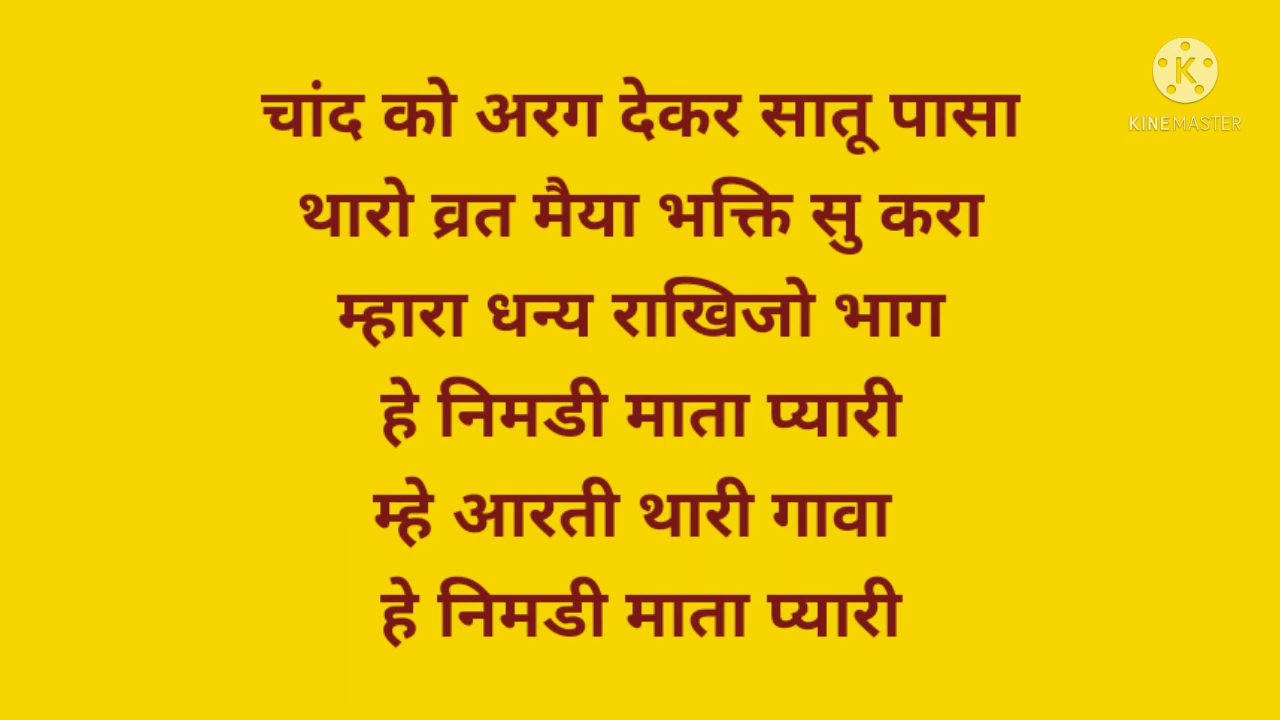 चांद को अरग देकर सातू पासा
थारो व्रत मैया भक्ति सु करा
म्हारा धन्य राखिजो भाग
हे निमडी माता प्यारी
म्हे आरती थारी गावा
हे निमडी माता प्यारी
K
KINEMASTER